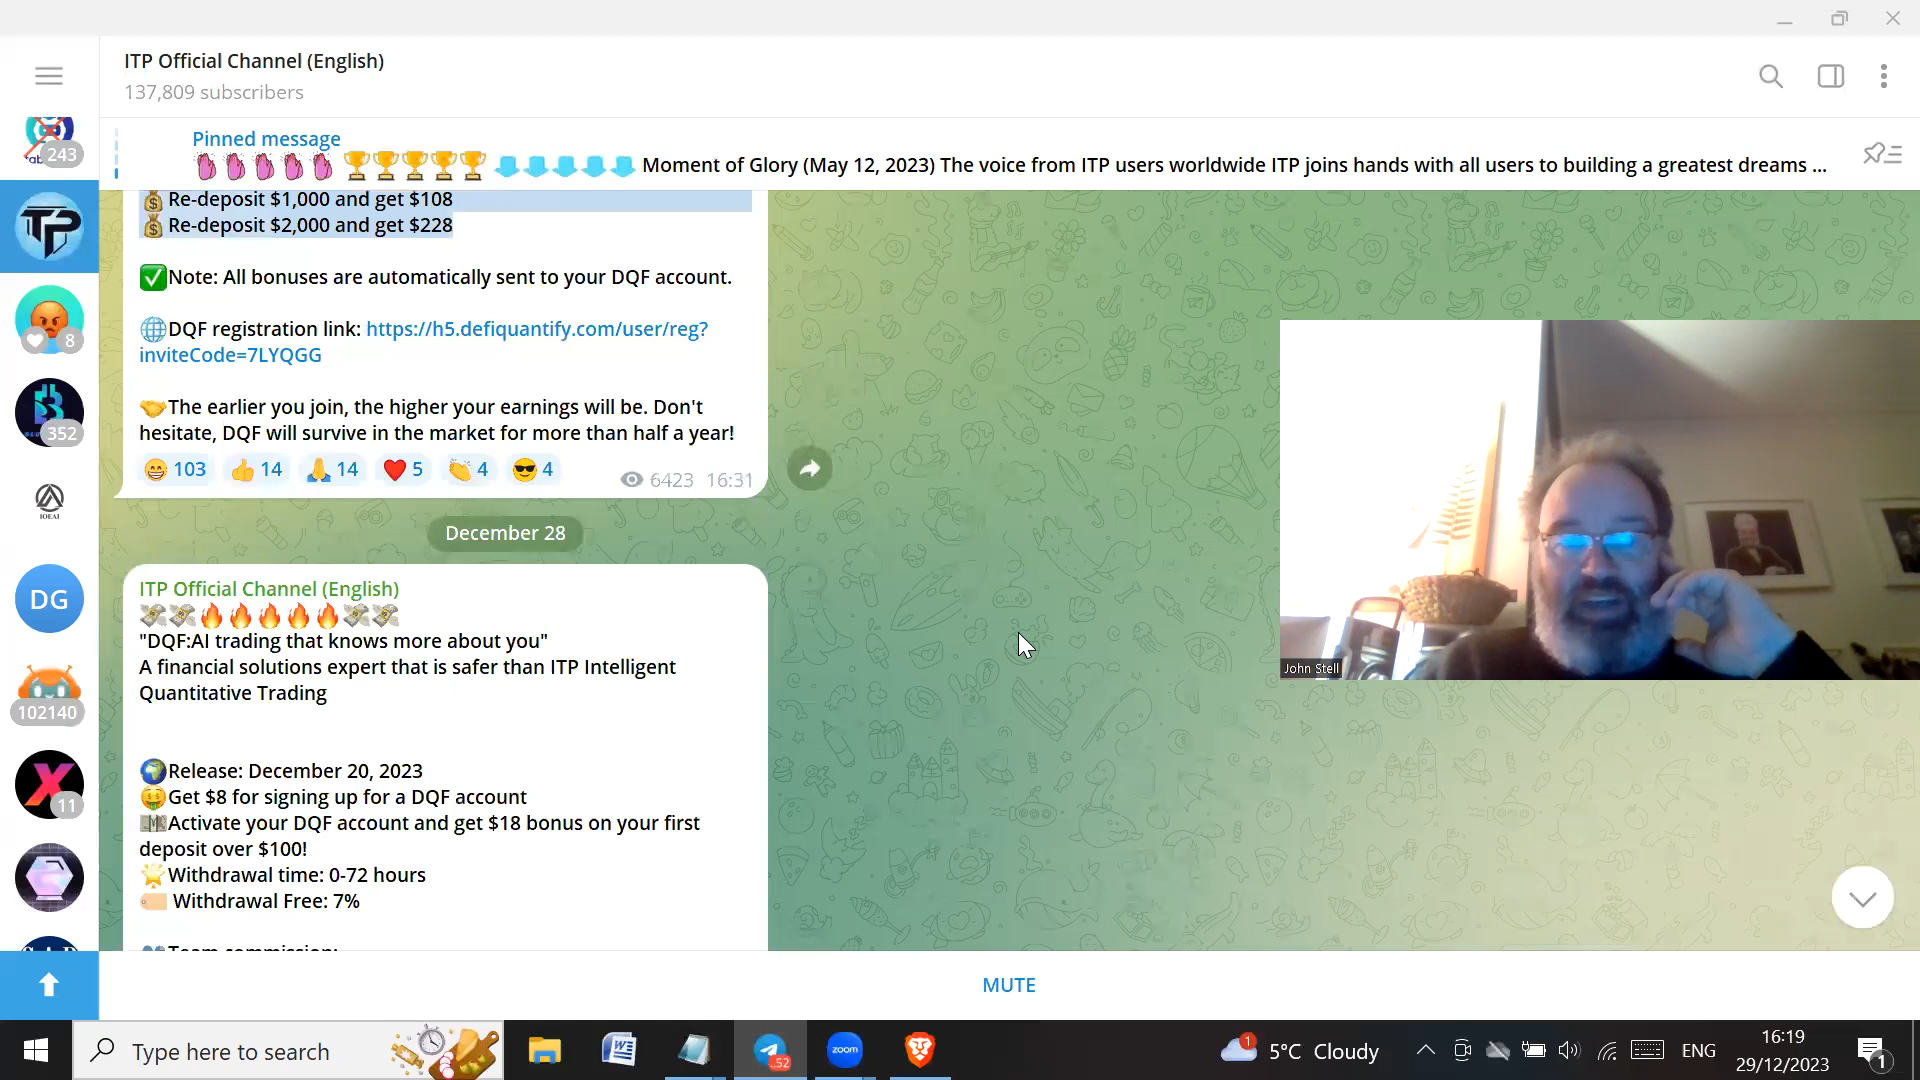 ITP Official Channel (English)
137,809 subscribers
Pinned message
Moment of Glory (May 12, 2023) The voice from ITP users worldwide ITP joins hands with all users to building a greatest dreams ...
243
TP
8
352
IOEAI
DG
102140
X
11
Re-deposit $1,000 and get $108
Re-deposit $2,000 and get $228
Note: All bonuses are automatically sent to your DQF account.
DQF registration link: https://h5.defiquantify.com/user/reg?
inviteCode=7LYQGG
The earlier you join, the higher your earnings will be. Don't
hesitate, DQF will survive in the market for more than half a year!
103 14 14 5 4 4
6423 16:31
December 28
ITP Official Channel (English)
"DQF:AI trading that knows more about you"
A financial solutions expert that is safer than ITP Intelligent
Quantitative Trading
Release: December 20, 2023
Get $8 for signing up for a DQF account
Activate your DQF account and get $18 bonus on your first
deposit over $100!
Withdrawal time: 0-72 hours
Withdrawal Free: 7%
Team commission:
John Stell
MUTE
Type here to search
..52
zoom
1
5°C Cloudy
ENG
16:19
29/12/2023
1